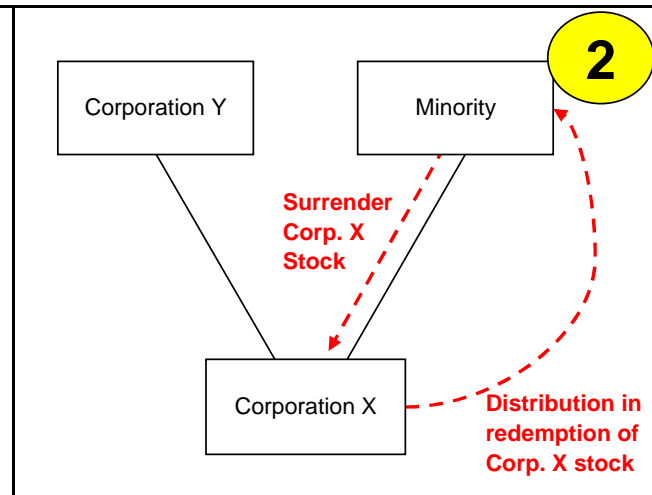 2
Corporation Y
Minority
Surrender
Corp. X
Stock
Corporation X
Distribution in
redemption of
Corp. X stock